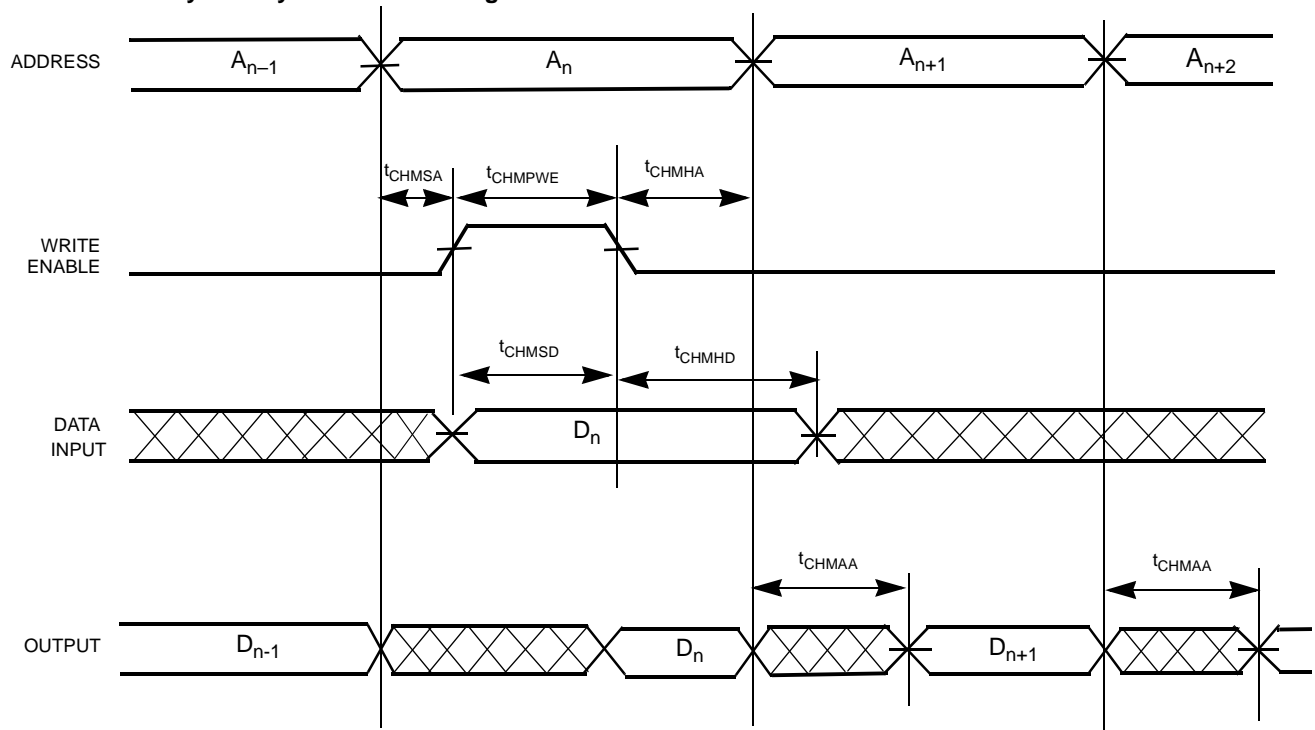 ADDRESS
An–1
An
An+1
An+2
tCHMSA
tCHMPWE
tCHMHA
WRITE
ENABLE
tCHMSD
tCHMHD
DATA
INPUT
Dn
tCHMAA
tCHMAA
OUTPUT
Dn-1
Dn
Dn+1